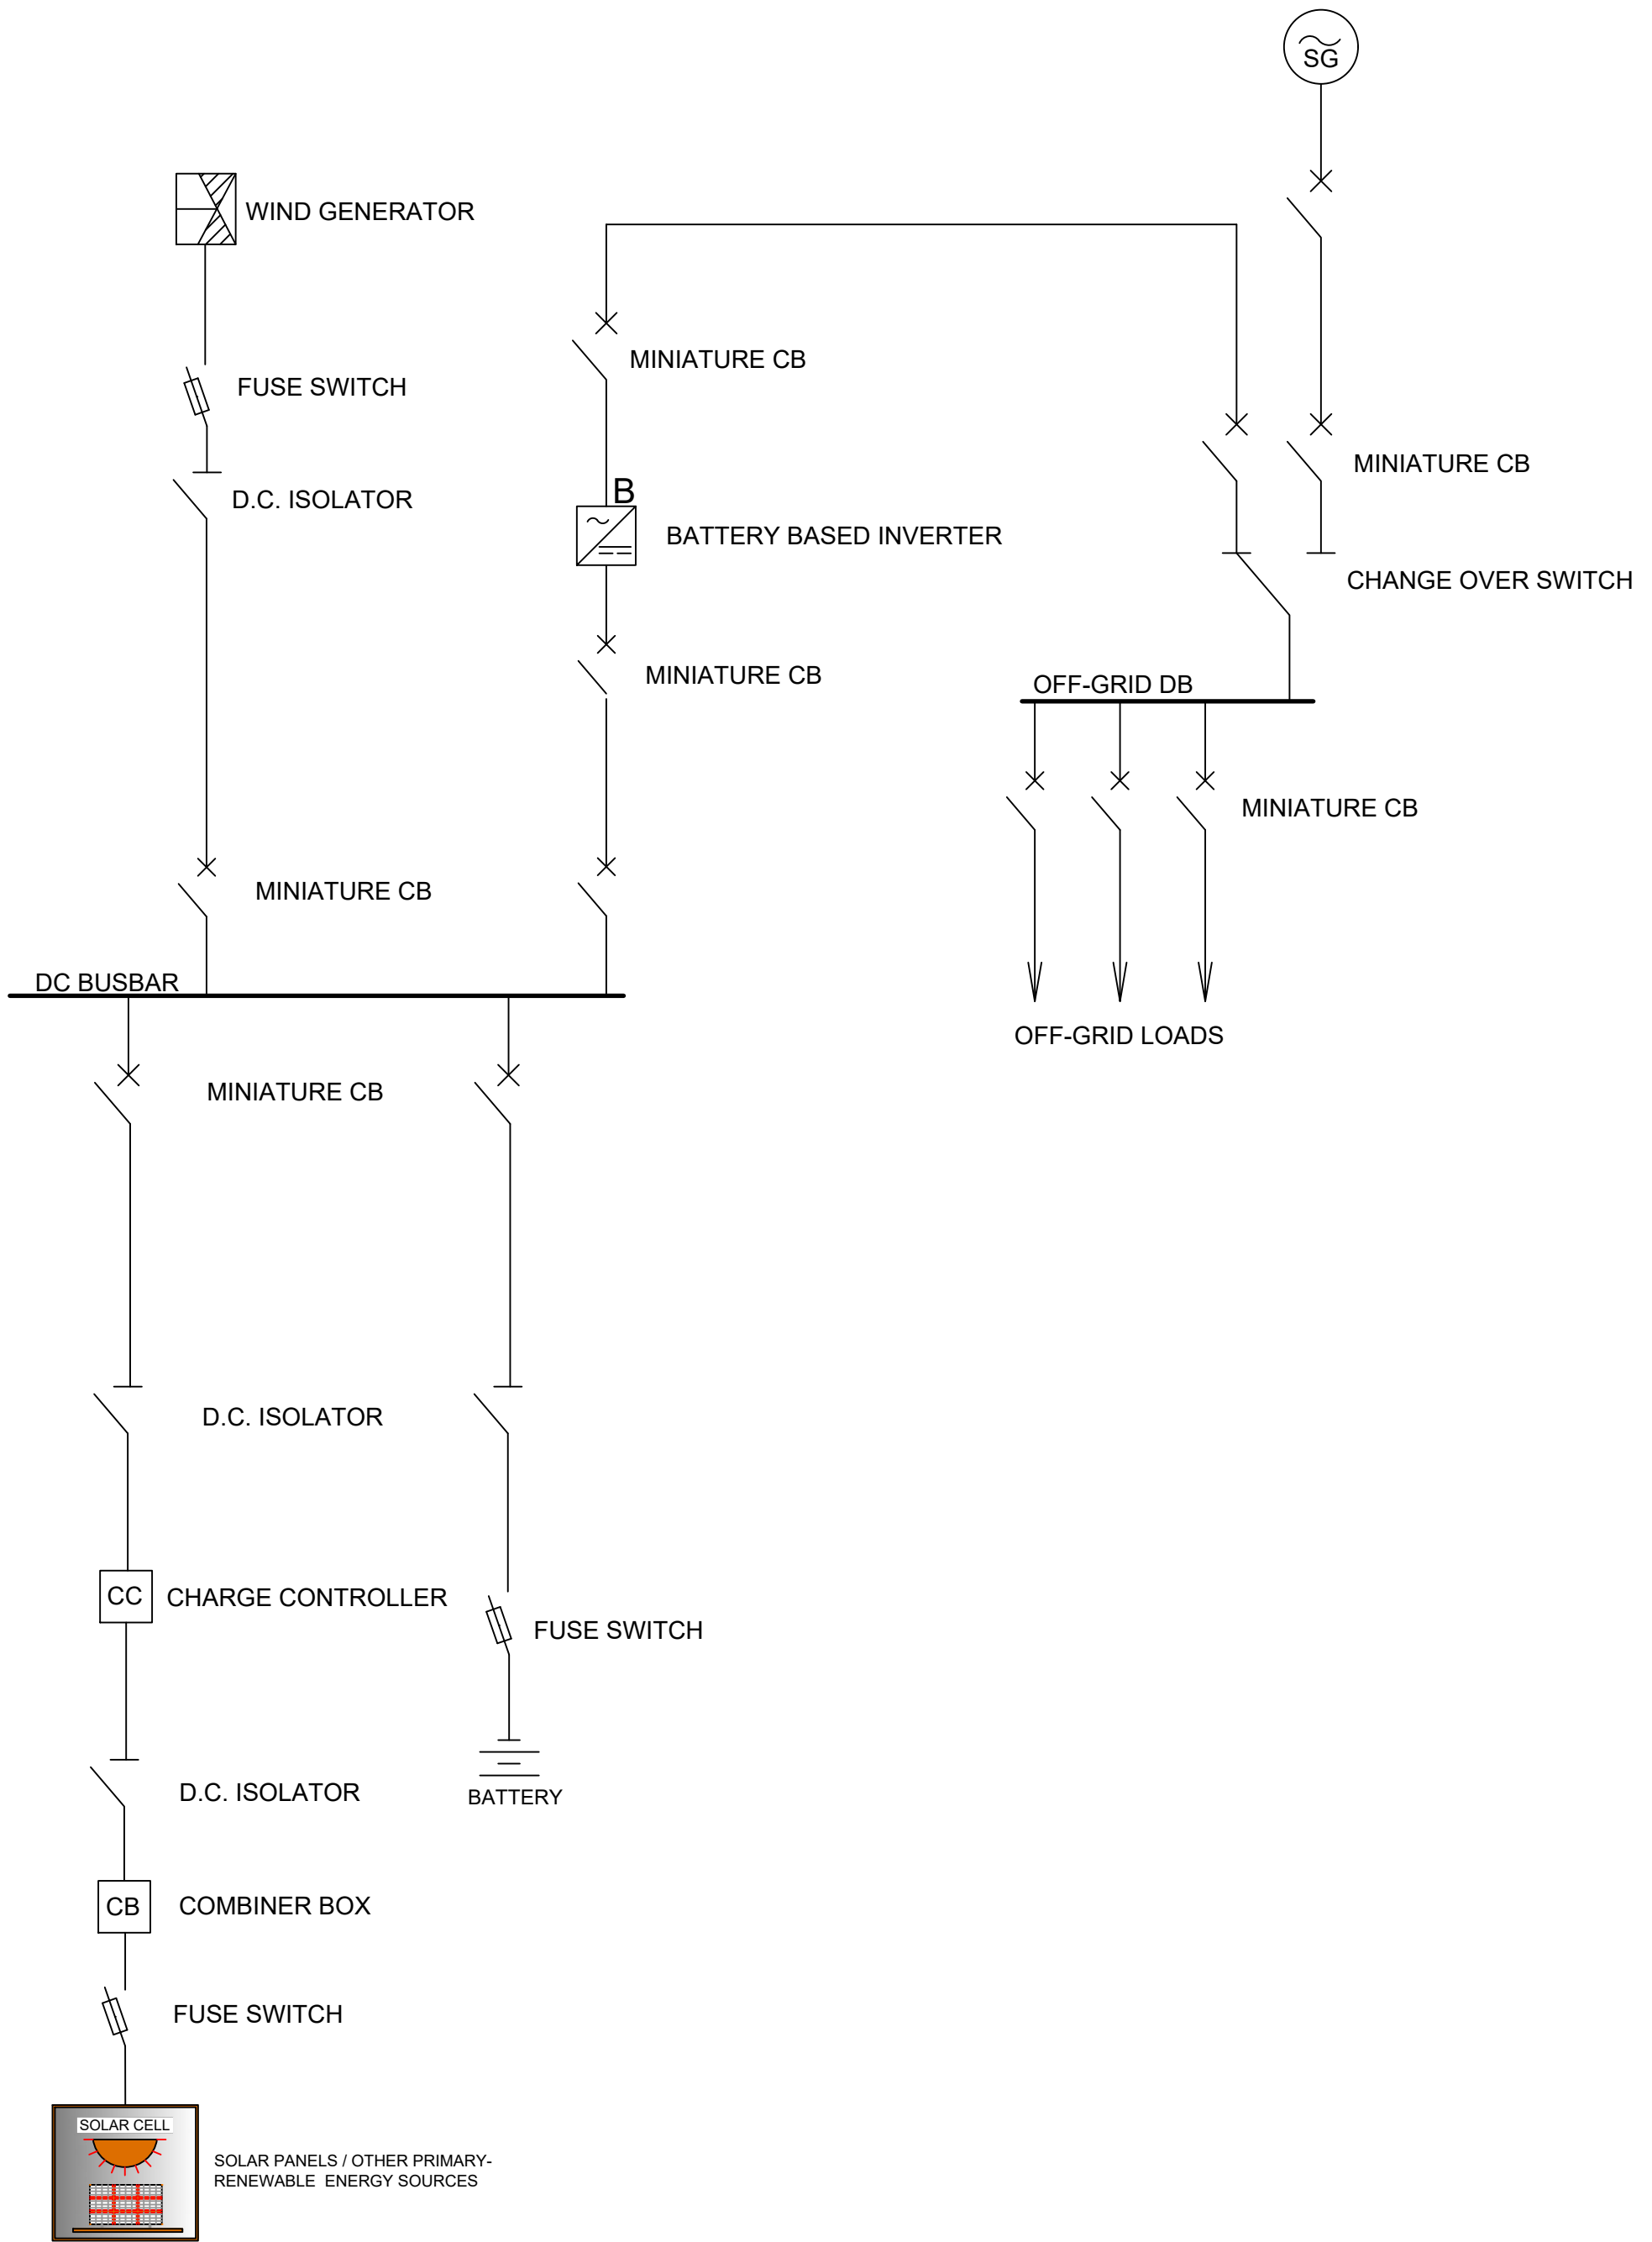 SG
WIND GENERATOR
MINIATURE CB
FUSE SWITCH
MINIATURE CB
B
D.C. ISOLATOR
BATTERY BASED INVERTER
CHANGE OVER SWITCH
MINIATURE CB
OFF-GRID DB
MINIATURE CB
MINIATURE CB
DC BUSBAR
OFF-GRID LOADS
MINIATURE CB
D.C. ISOLATOR
CC
CHARGE CONTROLLER
FUSE SWITCH
D.C. ISOLATOR
BATTERY
CB
COMBINER BOX
FUSE SWITCH
SOLAR CELL
SOLAR PANELS / OTHER PRIMARY-
RENEWABLE ENERGY SOURCES